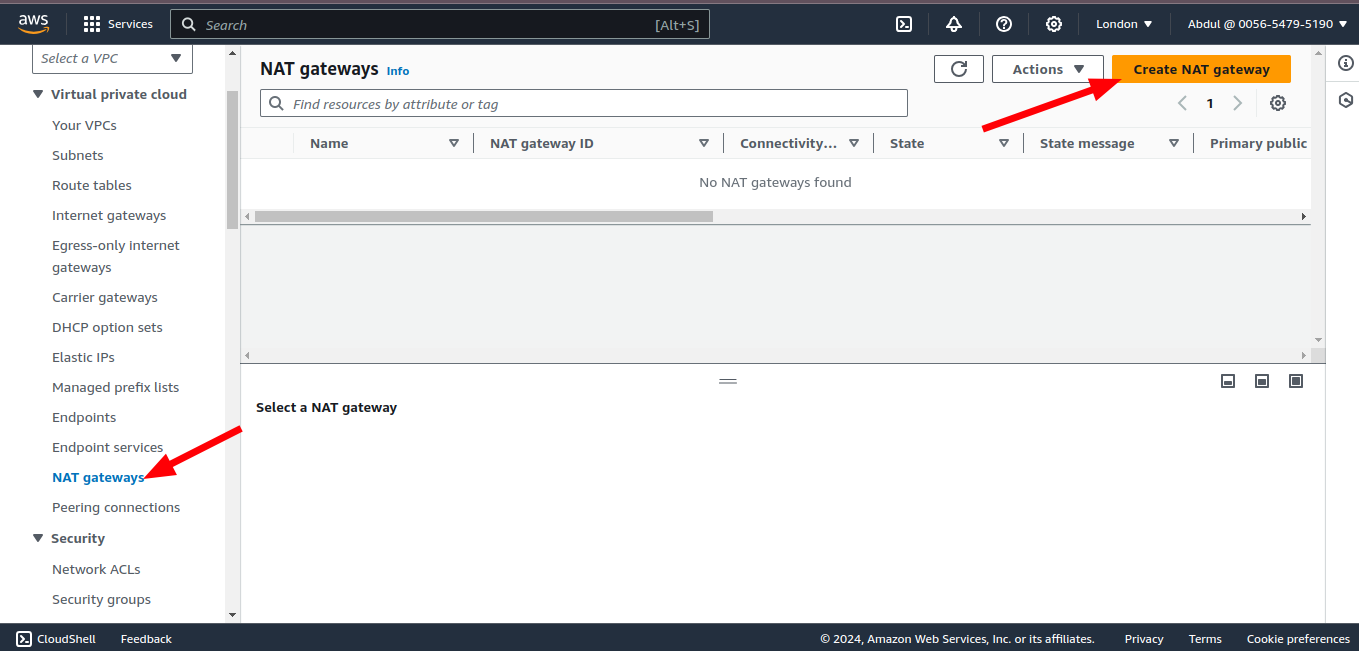 aws
Services
Search
[Alt+S]
London
Abdul @ 0056-5479-5190
Select a VPC
Virtual private cloud
Your VPCs
Subnets
Route tables
Internet gateways
Egress-only internet
gateways
Carrier gateways
DHCP option sets
Elastic IPs
Managed prefix lists
Endpoints
Endpoint services
NAT gateways
Peering connections
Security
Network ACLs
Security groups
NAT gateways Info
Actions
Create NAT gateway
Find resources by attribute or tag
1
Name
NAT gateway ID
Connectivity...
State
State message
Primary public
No NAT gateways found
Select a NAT gateway
CloudShell
Feedback
© 2024, Amazon Web Services, Inc. or its affiliates.
Privacy
Terms
Cookie preferences